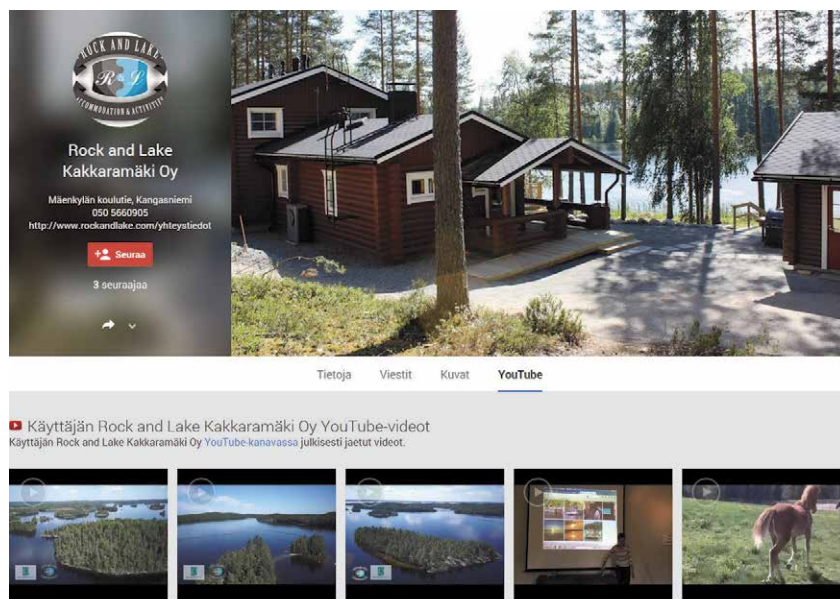 ROCK AND LAKE
R & L
ACCOMMODATION & ACTIVITIES
Rock and Lake
Kakkaramäki Oy
Mäenkylän koulutie, Kangasniemi
050 5660905
http://www.rockandlake.com/yhteystiedot
Seuraa
3 seuraajaa
Tietoja Viestit Kuvat YouTube
Käyttäjän Rock and Lake Kakkaramäki Oy YouTube-videot
Käyttäjän Rock and Lake Kakkaramäki Oy YouTube-kanavassa julkisesti jaetut videot.